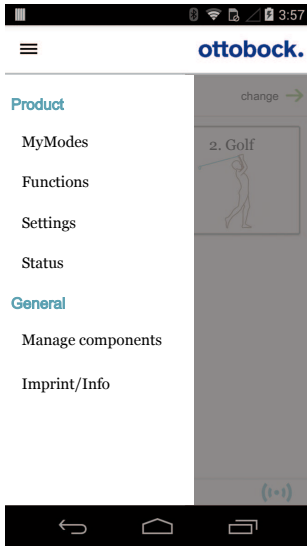 3:57
ottobock.
change
Product
MyModes
2. Golf
Functions
Settings
Status
General
Manage components
Imprint/Info